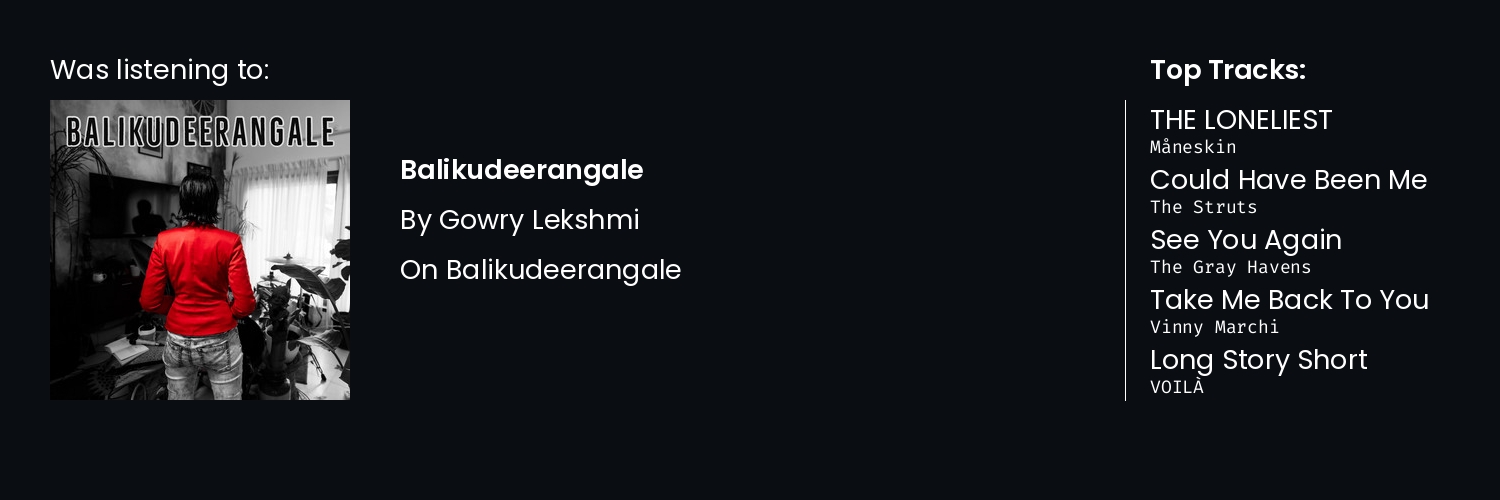 Was listening to:
BALIKUDEERANGALE
Balikudeerangale
By Gowry Lekshmi
On Balikudeerangale
Top Tracks:
THE LONELIEST
Måneskin
Could Have Been Me
The Struts
See You Again
The Gray Havens
Take Me Back To You
Vinny Marchi
Long Story Short
VOILÀ